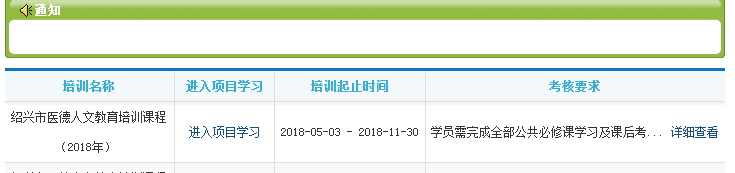 通知
培训名称 进入项目学习 培训起止时间 考核要求
绍兴市医德人文教育培训课程
（2018年）
进入项目学习 2018-05-03 - 2018-11-30 学员需完成全部公共必修课学习及课后考... 详细查看